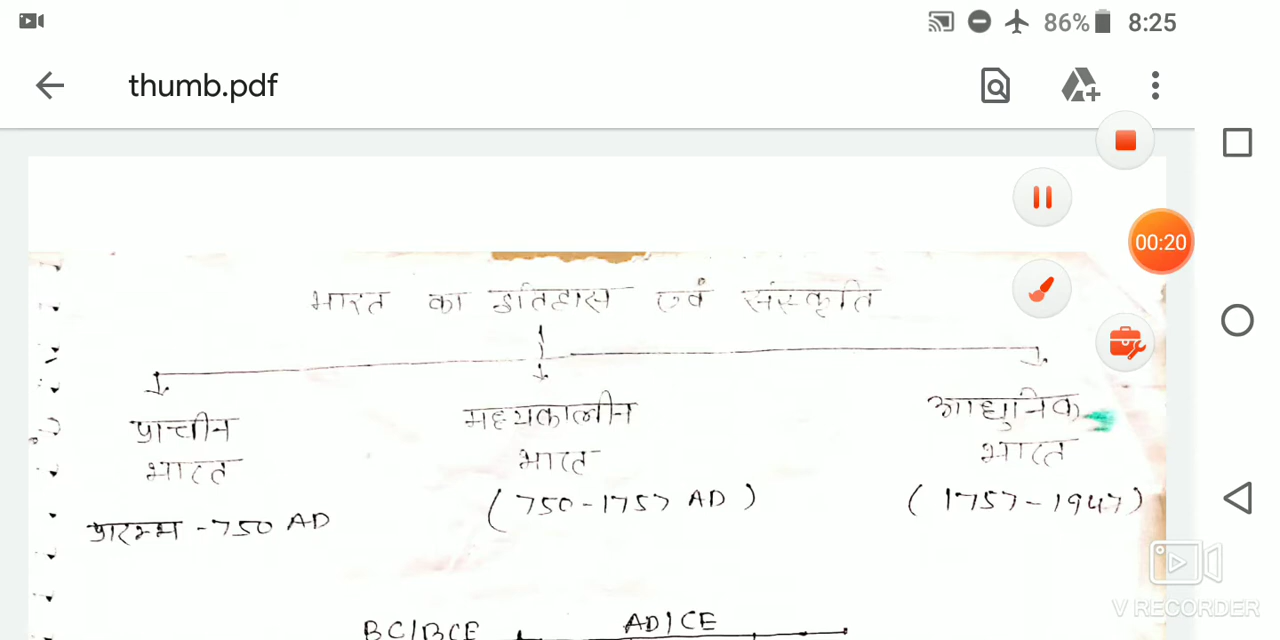 86% 8:25
thumb.pdf
00:20
भारत का इतिहास एवं संस्कृति
प्राचीन भारत
प्रारम्भ - 750 AD
मध्यकालीन भारत
(750 - 1757 AD)
आधुनिक भारत
(1757 - 1947)
BC/BCE AD/CE
V RECORDER